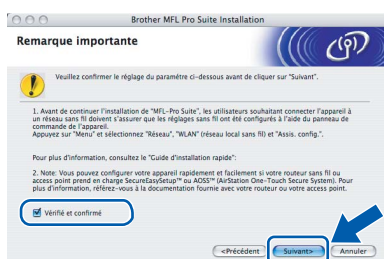 Brother MFL Pro Suite Installation
Remarque importante
Veuillez confirmer le réglage du paramètre ci-dessous avant de cliquer sur "Suivant".
1. Avant de continuer l'installation de "MFL-Pro Suite", les utilisateurs souhaitant connecter l'appareil à
un réseau sans fil doivent s'assurer que les réglages sans fil ont été configurés à l'aide du panneau de
commande de l'appareil.
Appuyez sur "Menu" et sélectionnez "Réseau", "WLAN" (réseau local sans fil) et "Assis. config.".
Pour plus d'information, consultez le "Guide d'installation rapide":
2. Note: Vous pouvez configurer votre appareil rapidement et facilement si votre routeur sans fil ou
access point prend en charge SecureEasySetup™ ou AOSS™ (AirStation One-Touch Secure System). Pour
plus d'information, référez-vous à la documentation fournie avec votre routeur ou votre access point.
Vérifié et confirmé
<Précédent
Suivant>
Annuler